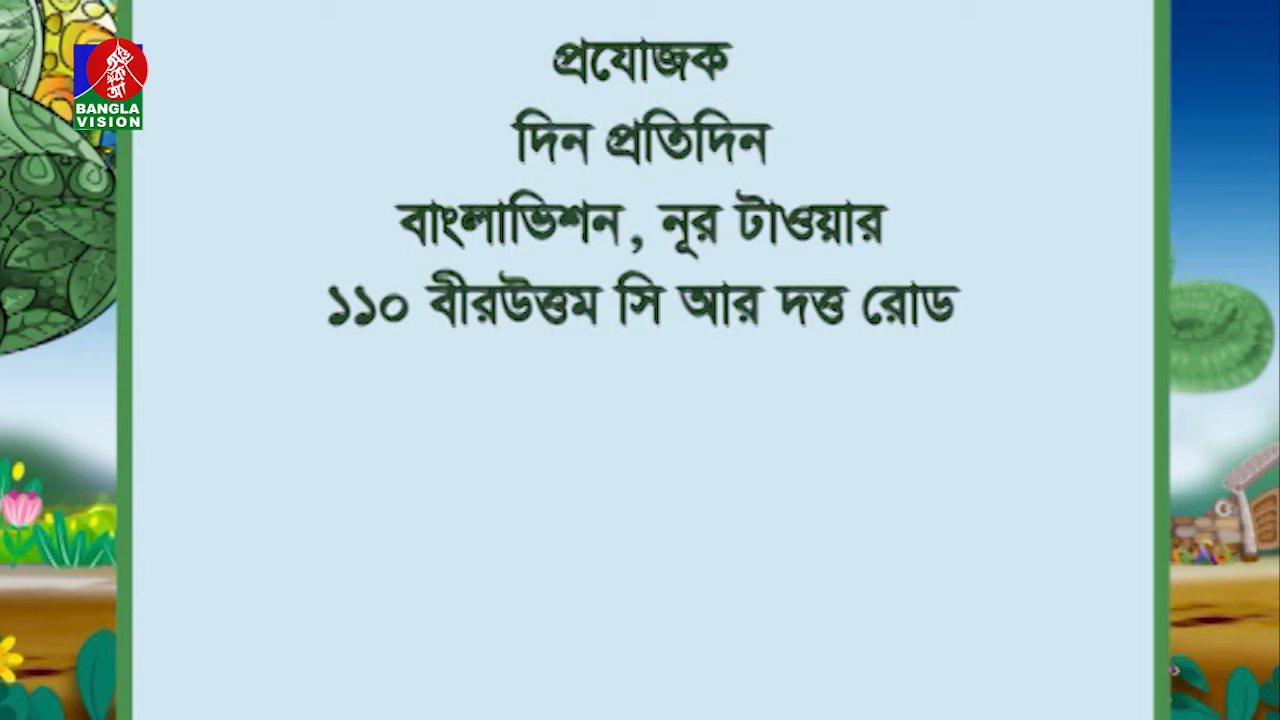 BANGLA
VISION
প্রযোজক
দিন প্রতিদিন
বাংলাভিশন, নূর টাওয়ার
১১০ বীরউত্তম সি আর দত্ত রোড